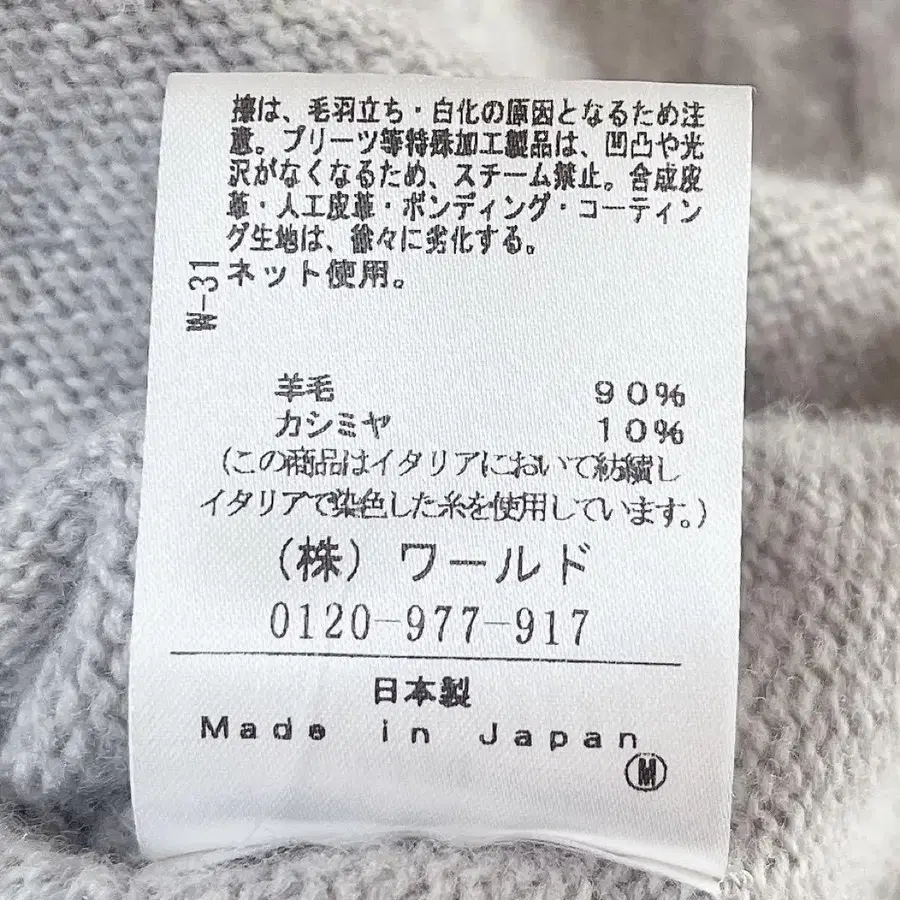 擦は、毛羽立ち・白化の原因となるため注
意。プリーツ等特殊加工製品は、凹凸や光
沢がなくなるため、スチーム禁止。合成皮
革・人工皮革・ボンディング・コーティン
グ生地は、徐々に劣化する。
ネット使用。
W-31
羊毛 90%
カシミヤ 10%
(この商品はイタリアにおいて紡績し
イタリアで染色した糸を使用しています。)
(株) ワールド
0120-977-917
日本製
Made in Japan
M